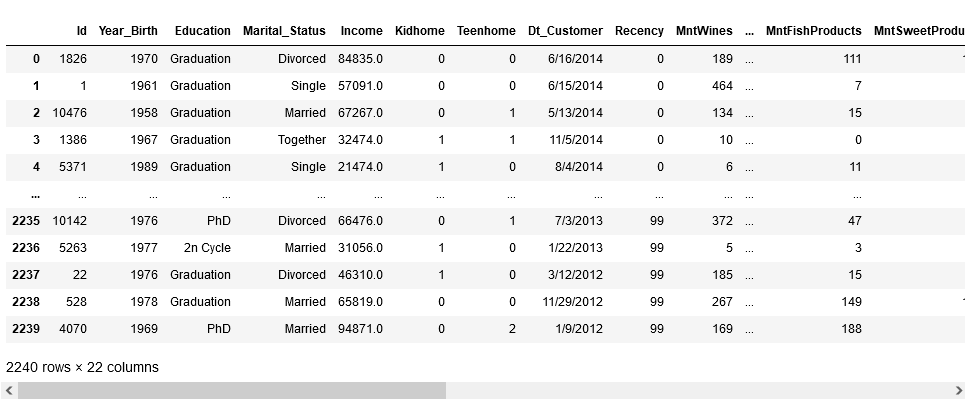 Id Year_Birth Education Marital_Status Income Kidhome Teenhome Dt_Customer Recency MntWines ... MntFishProducts MntSweetProdu
0 1826 1970 Graduation Divorced 84835.0 0 0 6/16/2014 0 189 ... 111
1 1 1961 Graduation Single 57091.0 0 0 6/15/2014 0 464 ... 7
2 10476 1958 Graduation Married 67267.0 0 1 5/13/2014 0 134 ... 15
3 1386 1967 Graduation Together 32474.0 1 1 11/5/2014 0 10 ... 0
4 5371 1989 Graduation Single 21474.0 1 0 8/4/2014 0 6 ... 11
... ... ... ... ... ... ... ... ... ... ... ... ...
2235 10142 1976 PhD Divorced 66476.0 0 1 7/3/2013 99 372 ... 47
2236 5263 1977 2n Cycle Married 31056.0 1 0 1/22/2013 99 5 ... 3
2237 22 1976 Graduation Divorced 46310.0 1 0 3/12/2012 99 185 ... 15
2238 528 1978 Graduation Married 65819.0 0 0 11/29/2012 99 267 ... 149
2239 4070 1969 PhD Married 94871.0 0 2 1/9/2012 99 169 ... 188
2240 rows × 22 columns